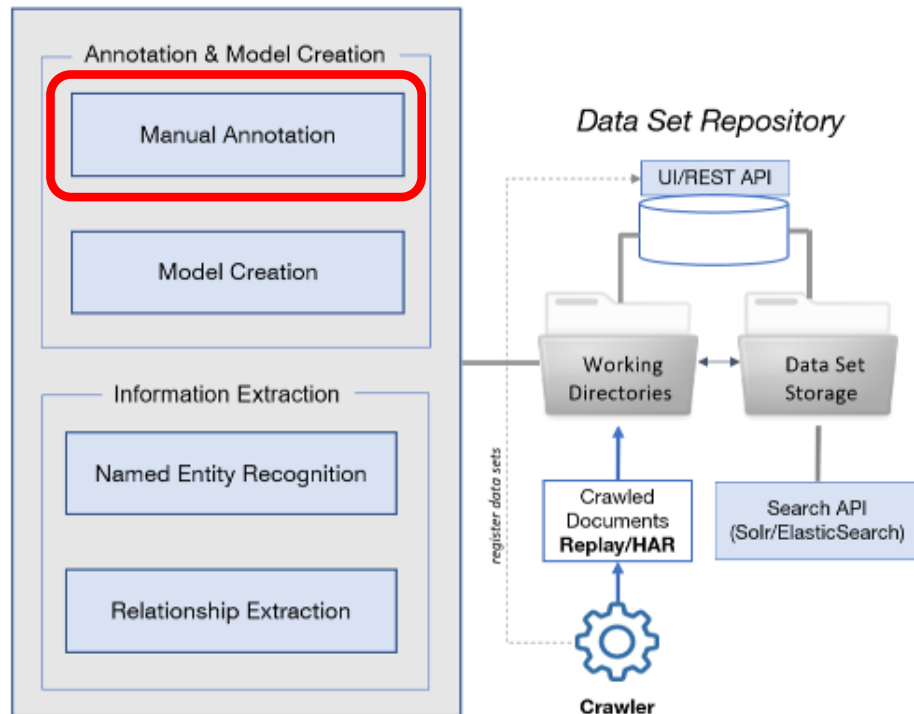 Annotation & Model Creation
Manual Annotation
Model Creation
Information Extraction
Named Entity Recognition
Relationship Extraction
Data Set Repository
UI/REST API
Working
Directories
Data Set
Storage
register data sets
Crawled
Documents
Replay/HAR
Search API
(Solr/ElasticSearch)
Crawler